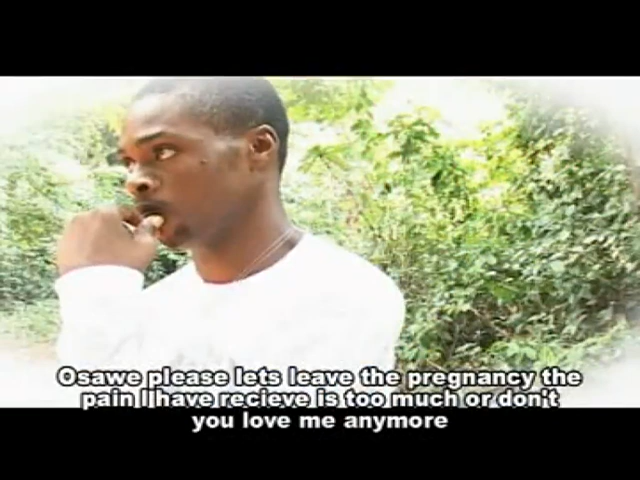 Osawe please lets leave the pregnancy the
pain I have recieve is too much or don't
you love me anymore